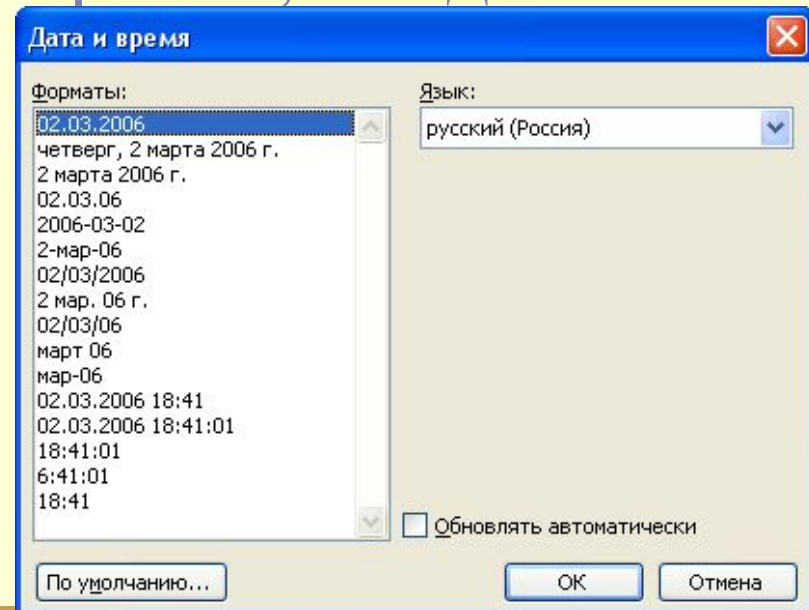 Дата и время
Форматы:
Язык:
02.03.2006
русский (Россия)
четверг, 2 марта 2006 г.
2 марта 2006 г.
02.03.06
2006-03-02
2-мар-06
02/03/2006
2 мар. 06 г.
02/03/06
март 06
мар-06
02.03.2006 18:41
02.03.2006 18:41:01
18:41:01
6:41:01
18:41
Обновлять автоматически
По умолчанию...
ОК
Отмена